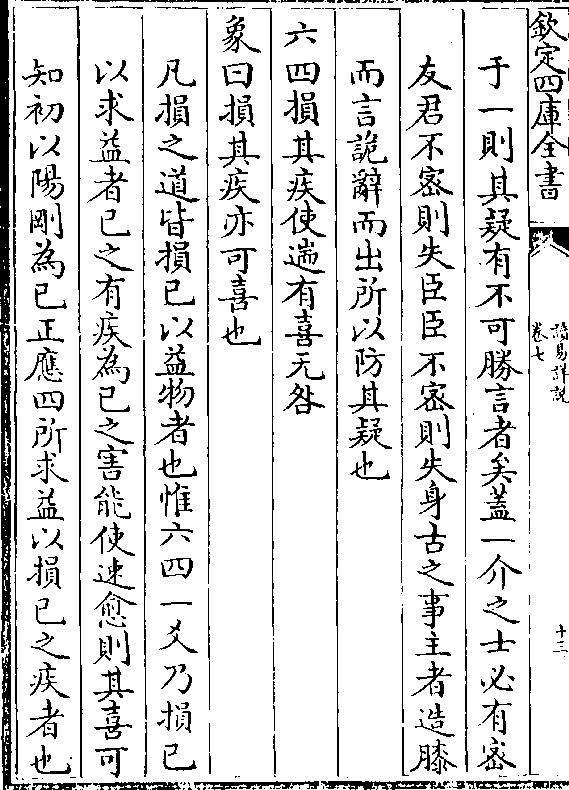 欽定四庫全書
讀易詳說
卷七
十三
于一則其疑有不可勝言者矣蓋一介之士必有密
友君不密則失臣臣不密則失身古之事主者造膝
而言詭辭而出所以防其疑也
六四損其疾使遄有喜无咎
象曰損其疾亦可喜也
凡損之道皆損已以益物者也惟六四一爻乃損已
以求益者已之有疾為已之害能使速愈則其喜可
知初以陽剛為已正應四所求益以損已之疾者也